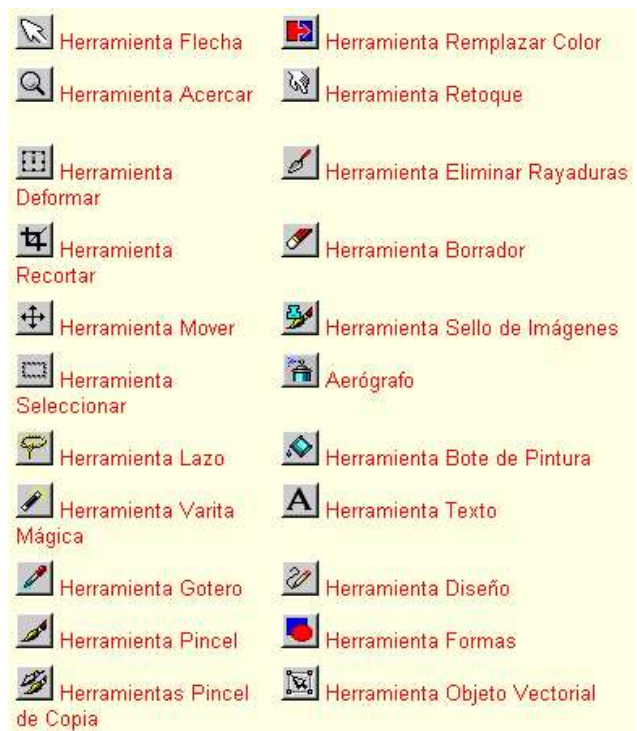 Herramienta Flecha
Herramienta Remplazar Color
Herramienta Acercar
Herramienta Retoque
Herramienta
Deformar
Herramienta Eliminar Rayaduras
Herramienta
Recortar
Herramienta Borrador
Herramienta Mover
Herramienta Sello de Imágenes
Herramienta
Seleccionar
Aerógrafo
Herramienta Lazo
Herramienta Bote de Pintura
Herramienta Varita
Mágica
A Herramienta Texto
Herramienta Gotero
Herramienta Diseño
Herramienta Pincel
Herramienta Formas
Herramientas Pincel
de Copia
Herramienta Objeto Vectorial